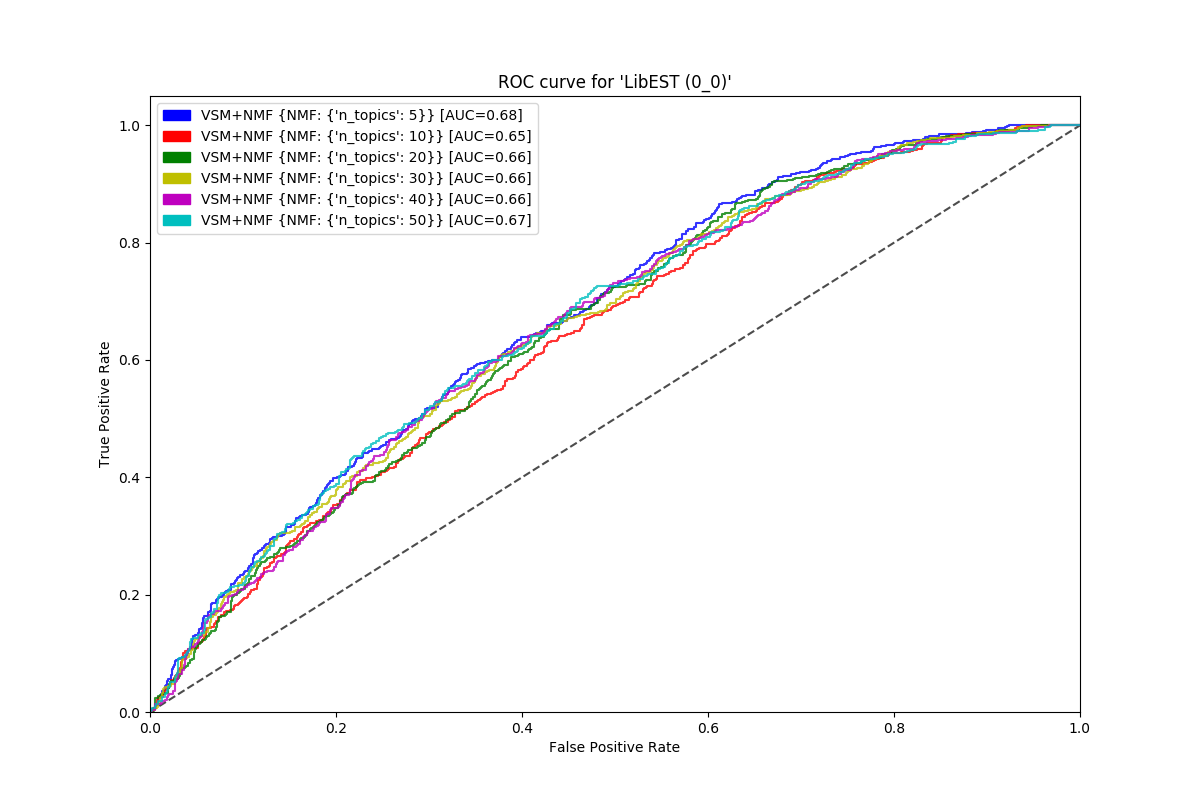 ROC curve for 'LibEST (0_0)'
VSM+NMF {NMF: {'n_topics': 5}} [AUC=0.68]
VSM+NMF {NMF: {'n_topics': 10}} [AUC=0.65]
VSM+NMF {NMF: {'n_topics': 20}} [AUC=0.66]
VSM+NMF {NMF: {'n_topics': 30}} [AUC=0.66]
VSM+NMF {NMF: {'n_topics': 40}} [AUC=0.66]
VSM+NMF {NMF: {'n_topics': 50}} [AUC=0.67]
1.0
0.8
0.6
0.4
0.2
0.0
True Positive Rate
0.0 0.2 0.4 0.6 0.8 1.0
False Positive Rate